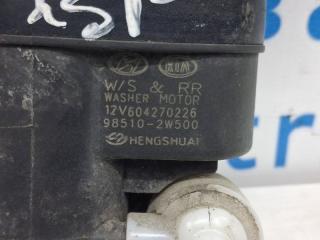 W/S & RR
WASHER MOTOR
12V604270226
98510-2W500
HENGSHUAI